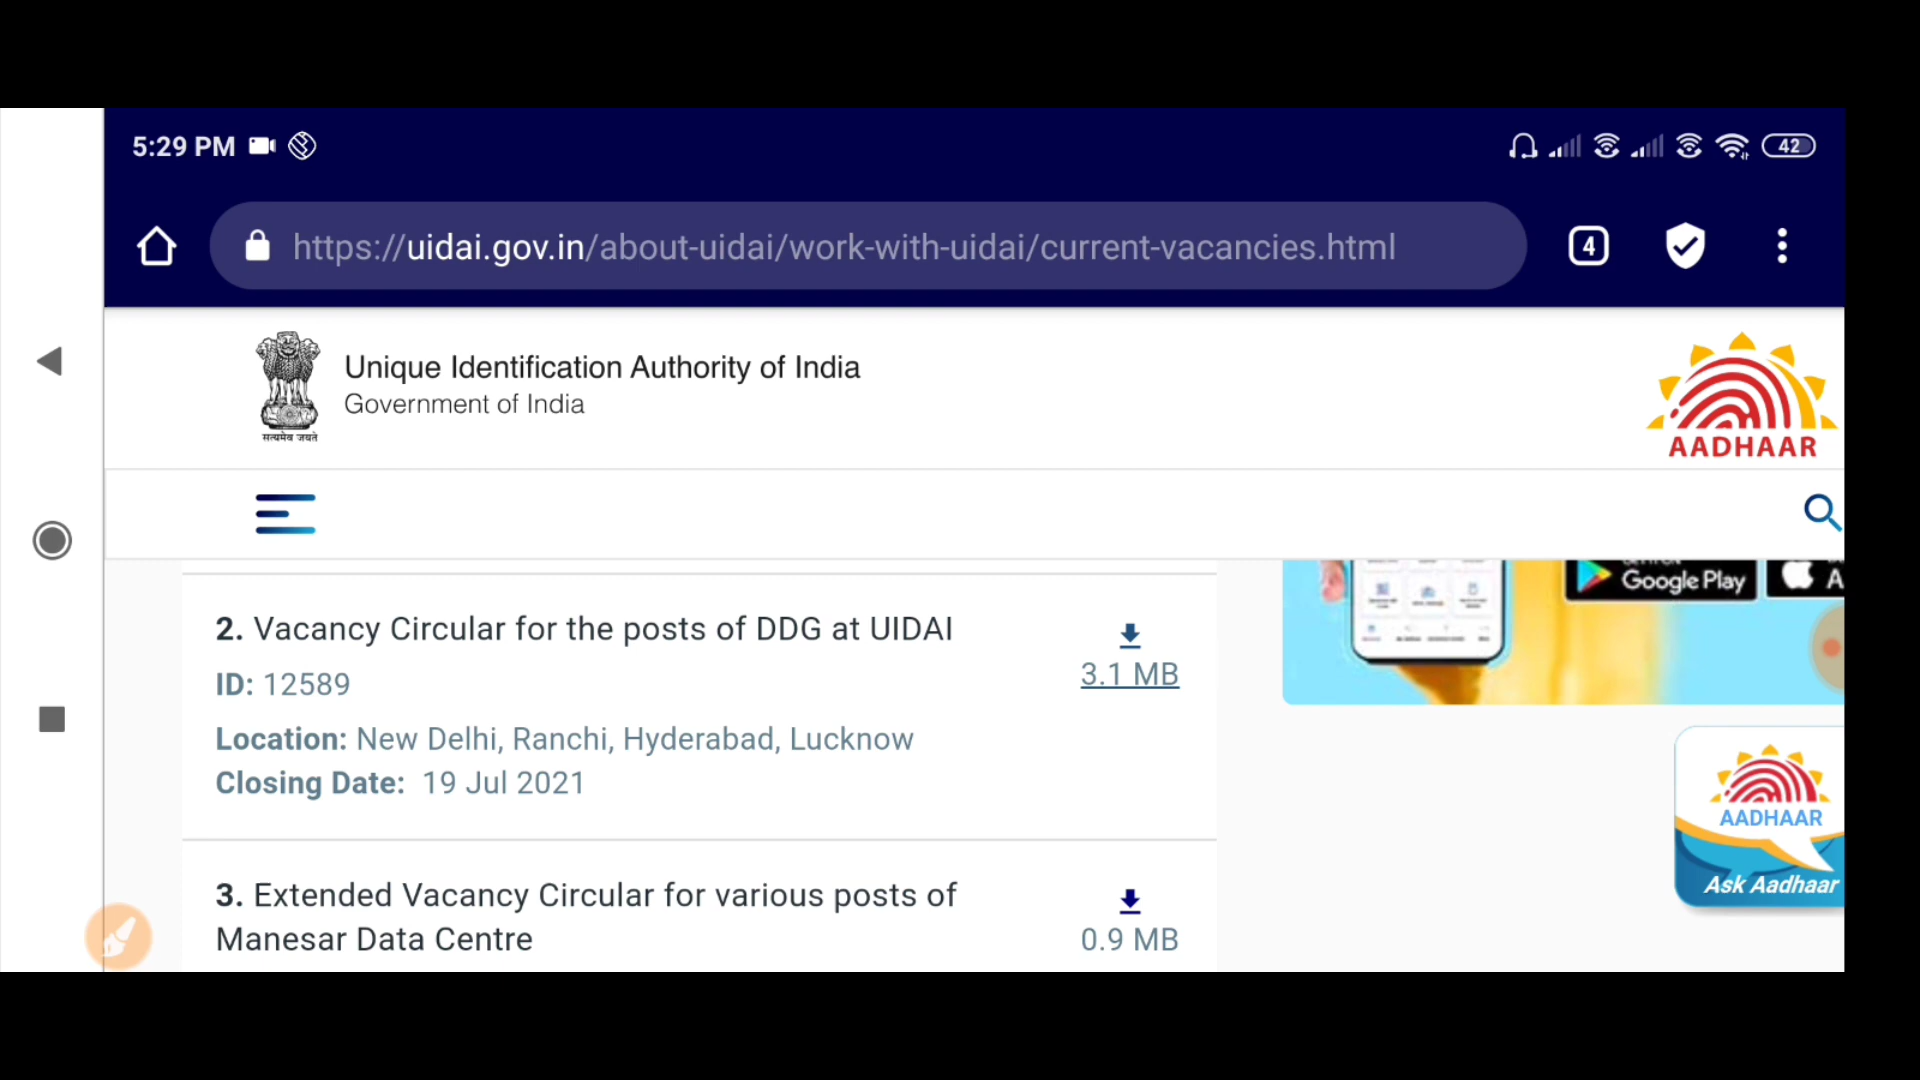 5:29 PM
42
https://uidai.gov.in/about-uidai/work-with-uidai/current-vacancies.html
4
Unique Identification Authority of India
Government of India
सत्यमेव जयते
AADHAAR
Google Play
A
2. Vacancy Circular for the posts of DDG at UIDAI
ID: 12589
3.1 MB
Location: New Delhi, Ranchi, Hyderabad, Lucknow
Closing Date: 19 Jul 2021
AADHAAR
Ask Aadhaar
3. Extended Vacancy Circular for various posts of
Manesar Data Centre
0.9 MB